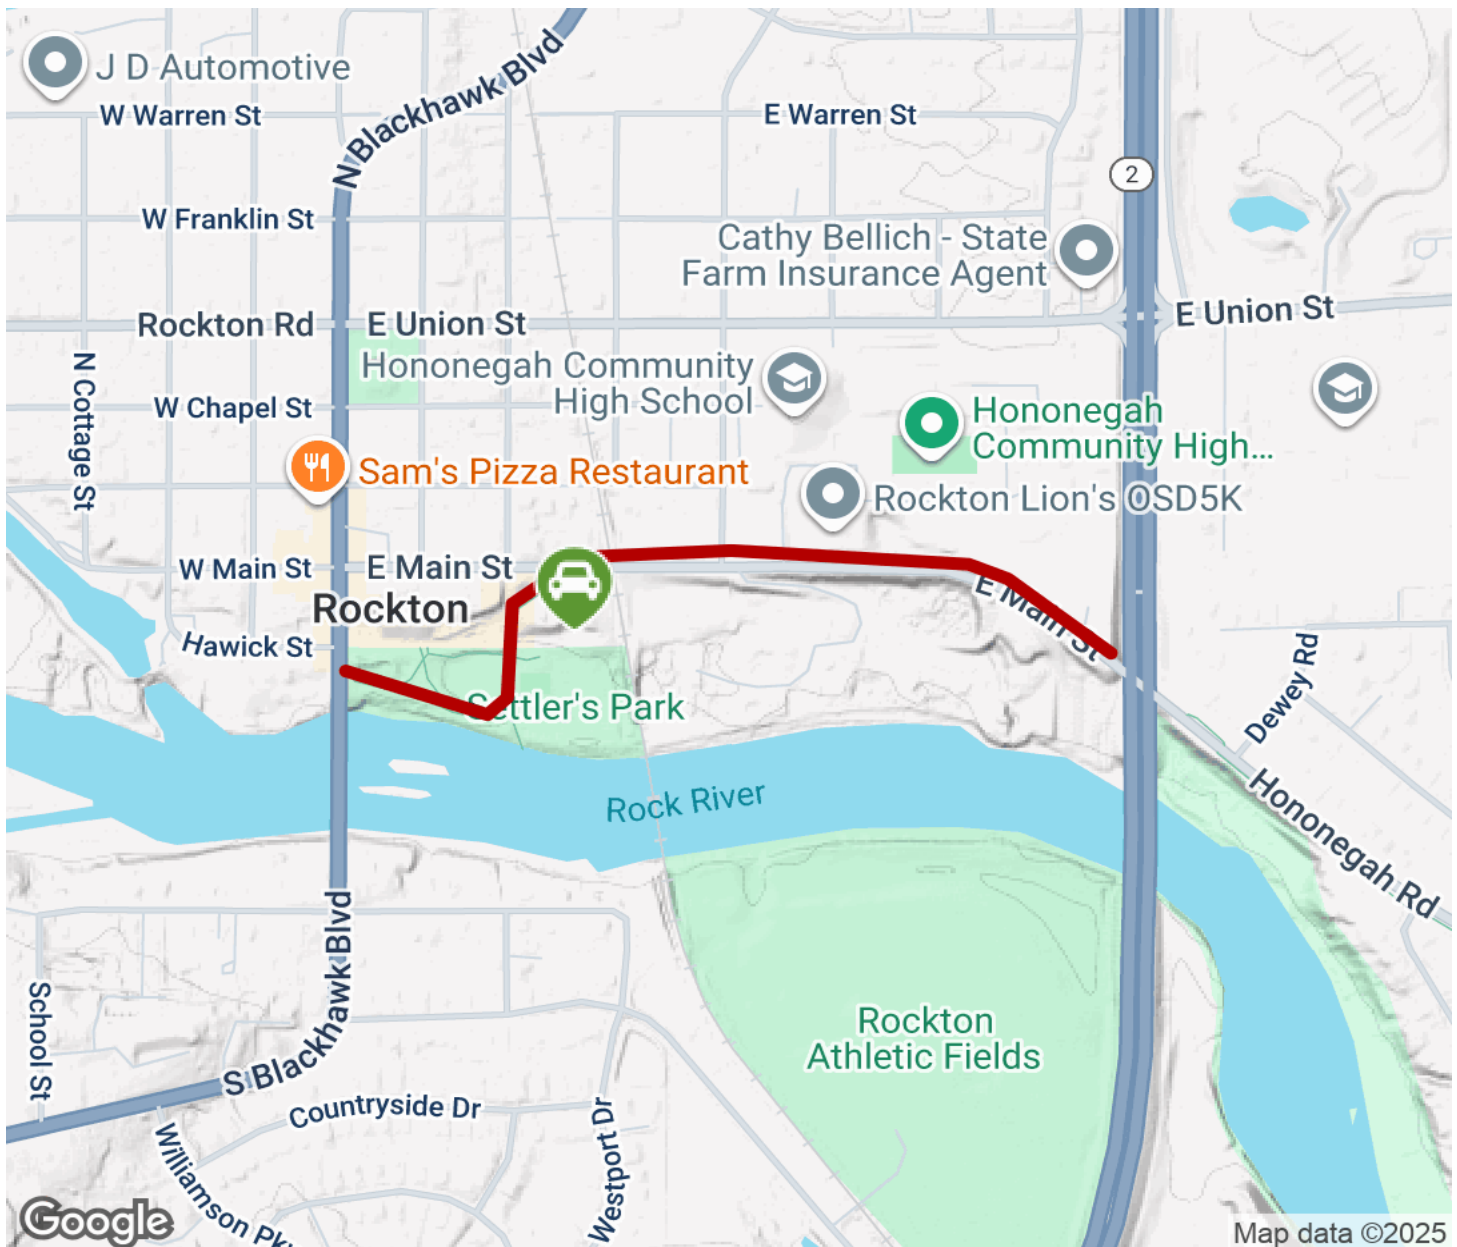 J D Automotive
W Warren St
N Blackhawk Blvd
E Warren St
2
W Franklin St
Cathy Bellich - State
Farm Insurance Agent
Rockton Rd
E Union St
E Union St
N Cottage St
Hononegah Community
High School
W Chapel St
Hononegah
Community High...
Sam's Pizza Restaurant
Rockton Lion's OSD5K
W Main St
E Main St
E Main St
Rockton
Hawick St
Dewey Rd
Settler's Park
Rock River
Hononegah Rd
School St
S Blackhawk Blvd
Rockton
Athletic Fields
Countryside Dr
Westport Dr
Williamson Pk
Google
Map data ©2025